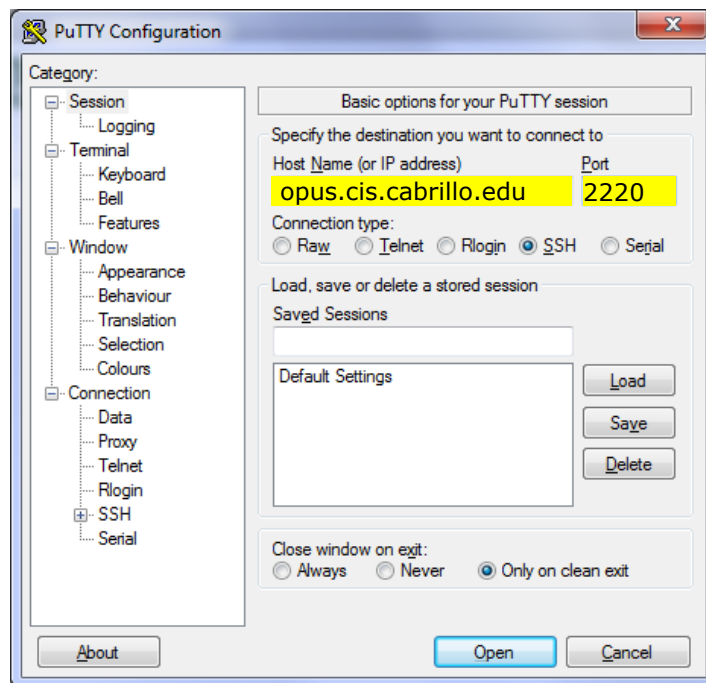 PuTTY Configuration
Category:
Session
Logging
Terminal
Keyboard
Bell
Features
Window
Appearance
Behaviour
Translation
Selection
Colours
Connection
Data
Proxy
Telnet
Rlogin
SSH
Serial
Basic options for your PuTTY session
Specify the destination you want to connect to
Host Name (or IP address) Port
opus.cis.cabrillo.edu 2220
Connection type:
Raw Telnet Rlogin SSH Serial
Load, save or delete a stored session
Saved Sessions
Default Settings
Load
Save
Delete
Close window on exit:
Always Never Only on clean exit
About Open Cancel